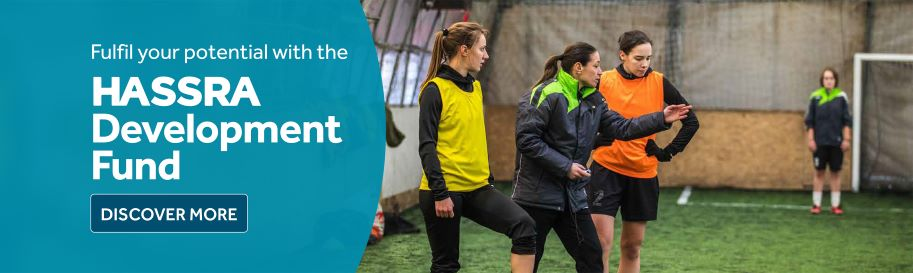 Fulfil your potential with the
HASSRA
Development
Fund
DISCOVER MORE